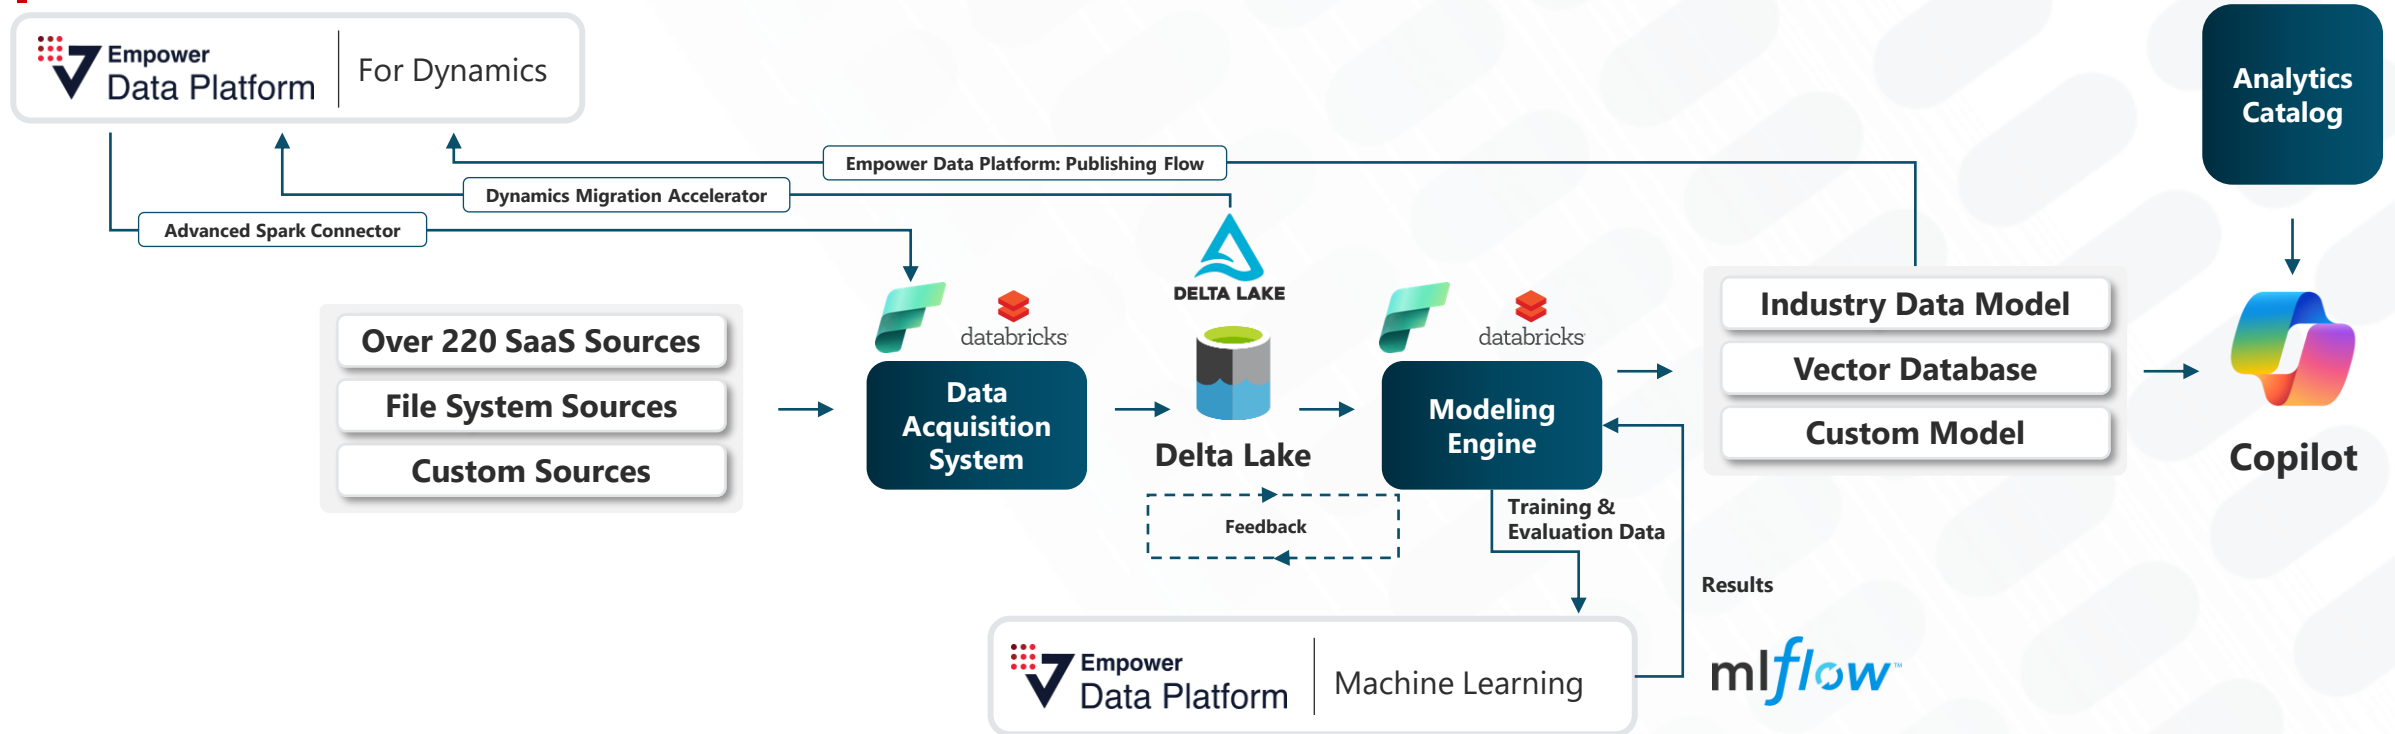 Empower
Data Platform
For Dynamics
Analytics
Catalog
Empower Data Platform: Publishing Flow
Dynamics Migration Accelerator
Advanced Spark Connector
DELTA LAKE
databricks
databricks
Over 220 SaaS Sources
File System Sources
Custom Sources
Data
Acquisition
System
Delta Lake
Modeling
Engine
Industry Data Model
Vector Database
Custom Model
Copilot
Feedback
Training &
Evaluation Data
Results
Empower
Data Platform
Machine Learning
mlflow™